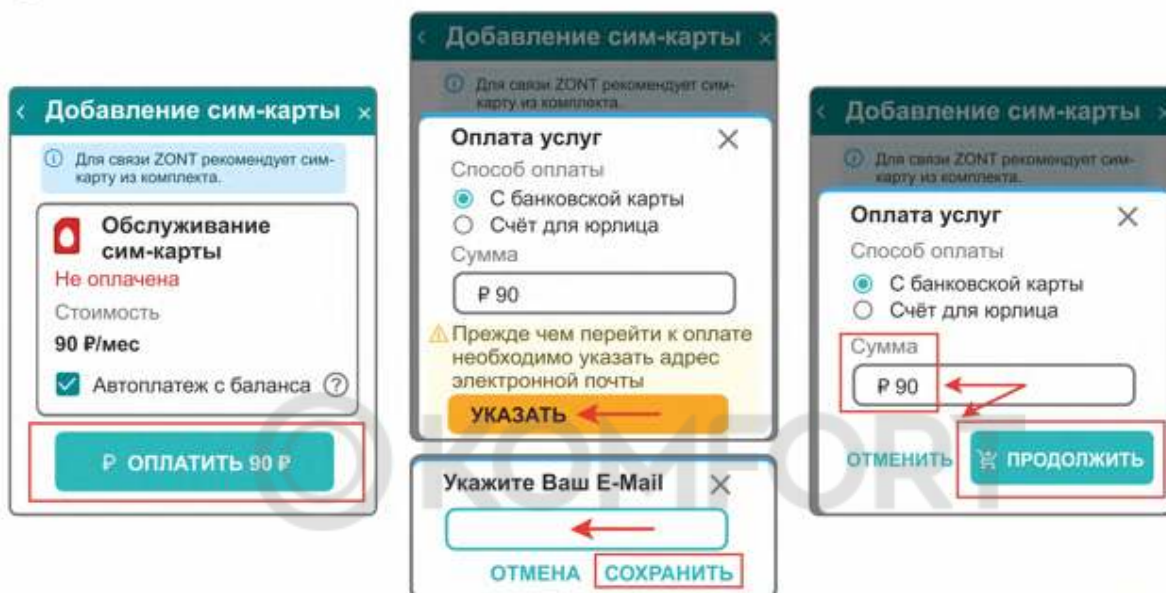 Добавление сим-карты
Для связи ZONT рекомендует сим-
карту из комплекта.
Обслуживание
сим-карты
Не оплачена
Стоимость
90 ₽/мес
Автоплатеж с баланса
₽ ОПЛАТИТЬ 90 ₽
Добавление сим-карты
Для связи ZONT рекомендует сим-
карту из комплекта.
Оплата услуг
Способ оплаты
С банковской карты
Счёт для юрлица
Сумма
₽ 90
Прежде чем перейти к оплате
необходимо указать адрес
электронной почты
УКАЗАТЬ
Укажите Ваш E-Mail
ОТМЕНА СОХРАНИТЬ
Добавление сим-карты
Для связи ZONT рекомендует сим-
карту из комплекта.
Оплата услуг
Способ оплаты
С банковской карты
Счёт для юрлица
Сумма
₽ 90
ОТМЕНИТЬ ПРОДОЛЖИТЬ
KOMFORT